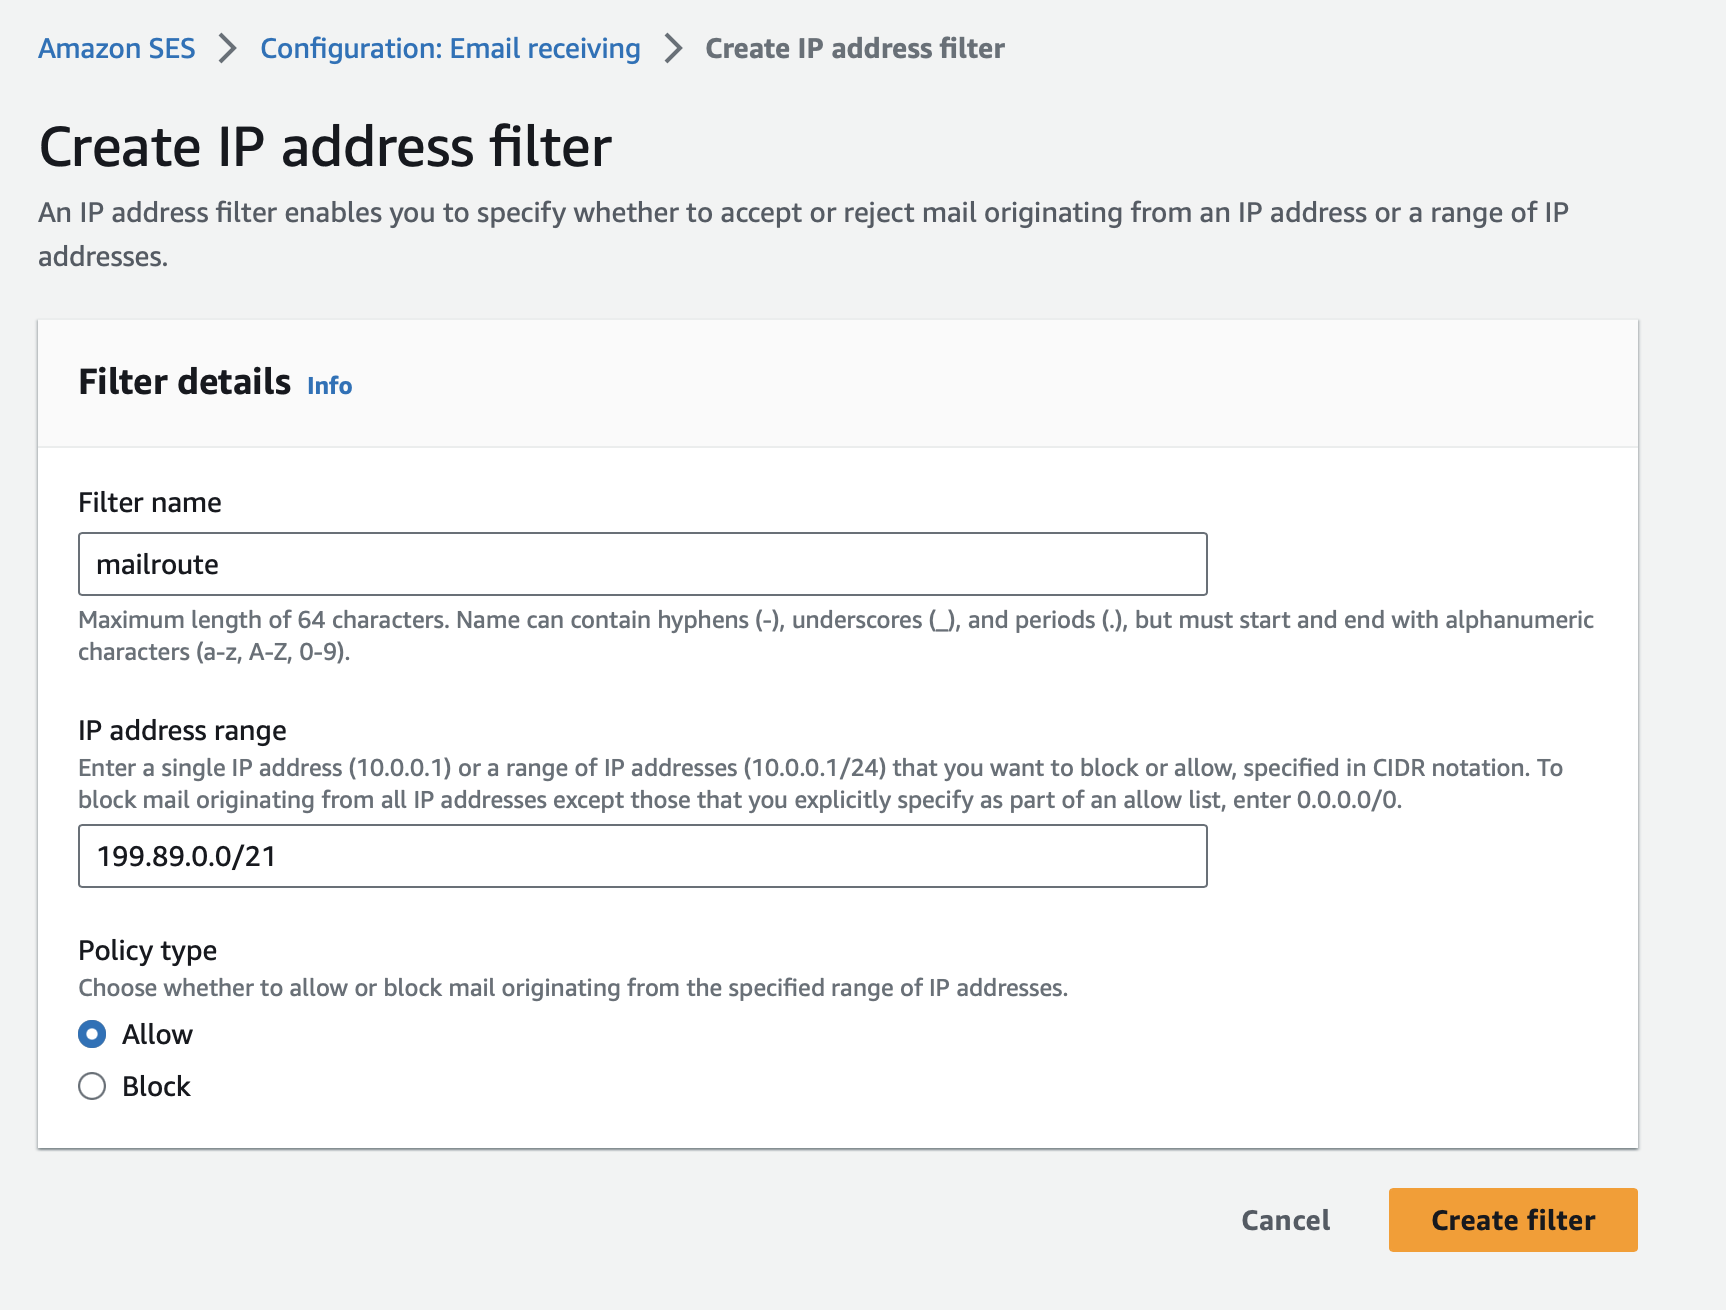 Amazon SES > Configuration: Email receiving > Create IP address filter
Create IP address filter
An IP address filter enables you to specify whether to accept or reject mail originating from an IP address or a range of IP
addresses.
Filter details Info
Filter name
mailroute
Maximum length of 64 characters. Name can contain hyphens (-), underscores (_), and periods (.), but must start and end with alphanumeric
characters (a-z, A-Z, 0-9).
IP address range
Enter a single IP address (10.0.0.1) or a range of IP addresses (10.0.0.1/24) that you want to block or allow, specified in CIDR notation. To
block mail originating from all IP addresses except those that you explicitly specify as part of an allow list, enter 0.0.0.0/0.
199.89.0.0/21
Policy type
Choose whether to allow or block mail originating from the specified range of IP addresses.
Allow
Block
Cancel Create filter